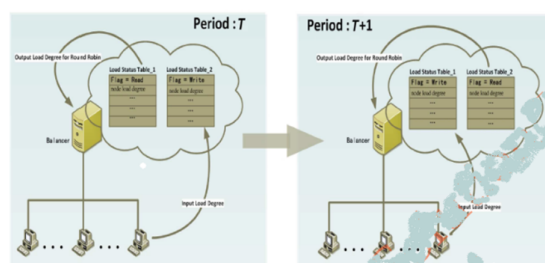 Period : T
Output Load Degree for Round Robin
Load Status Table_1
Load Status Table_2
Flag = Read
Flag = Write
node load degree
node load degree
...
...
...
...
...
...
Balancer
Input Load Degree
...
...
Period : T+1
Output Load Degree for Round Robin
Load Status Table_1
Load Status Table_2
Flag = Write
Flag = Read
node load degree
node load degree
...
...
...
...
...
...
Balancer
Input Load Degree
...
...